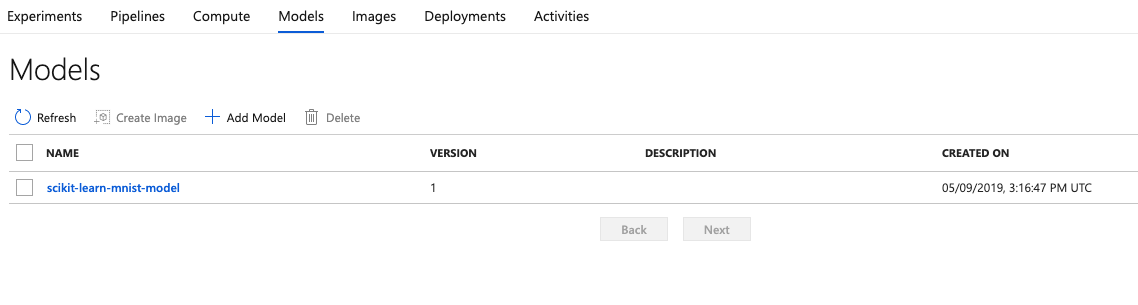 Experiments Pipelines Compute Models Images Deployments Activities
Models
Refresh Create Image Add Model Delete
NAME VERSION DESCRIPTION CREATED ON
scikit-learn-mnist-model 1 05/09/2019, 3:16:47 PM UTC
Back Next